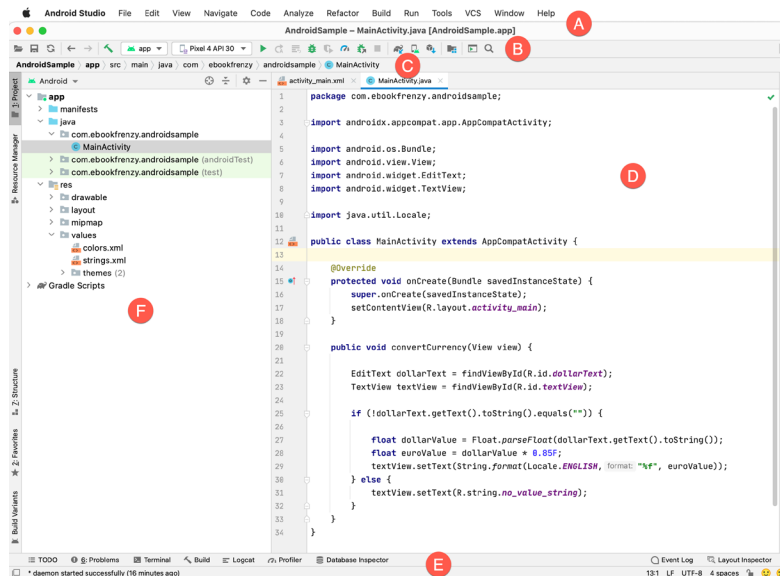 Android Studio File Edit View Navigate Code Analyze Refactor Build Run Tools VCS Window Help A
AndroidSample – MainActivity.java [AndroidSample.app]
app Pixel 4 API 30 B
AndroidSample app src main java com ebookfrenzy androidsample MainActivity C
Android activity_main.xml MainActivity.java
1: Project
Resource Manager
Z: Structure
2: Favorites
Build Variants
app
manifests
java
com.ebookfrenzy.androidsample
MainActivity
com.ebookfrenzy.androidsample (androidTest)
com.ebookfrenzy.androidsample (test)
res
drawable
layout
mipmap
values
colors.xml
strings.xml
themes (2)
Gradle Scripts
F
D
1 package com.ebookfrenzy.androidsample;
2
3 import androidx.appcompat.app.AppCompatActivity;
4
5 import android.os.Bundle;
6 import android.view.View;
7 import android.widget.EditText;
8 import android.widget.TextView;
9
10 import java.util.Locale;
11
12 public class MainActivity extends AppCompatActivity {
13
14 @Override
15 protected void onCreate(Bundle savedInstanceState) {
16 super.onCreate(savedInstanceState);
17 setContentView(R.layout.activity_main);
18 }
19
20 public void convertCurrency(View view) {
21
22 EditText dollarText = findViewById(R.id.dollarText);
23 TextView textView = findViewById(R.id.textView);
24
25 if (!dollarText.getText().toString().equals("")) {
26
27 float dollarValue = Float.parseFloat(dollarText.getText().toString());
28 float euroValue = dollarValue * 0.85F;
29 textView.setText(String.format(Locale.ENGLISH, format: "%f", euroValue));
30 } else {
31 textView.setText(R.string.no_value_string);
32 }
33 }
34 }
TODO 6: Problems Terminal Build Logcat Profiler Database Inspector E Event Log Layout Inspector
* daemon started successfully (16 minutes ago) 13:1 LF UTF-8 4 spaces